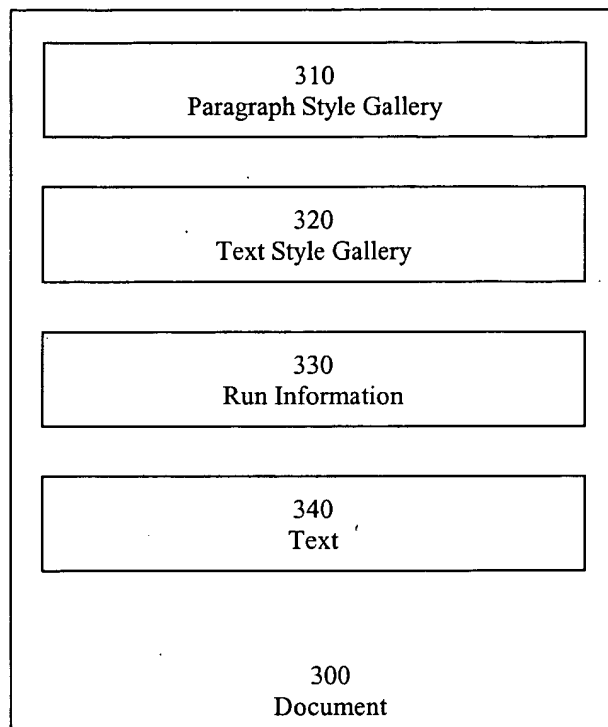 310
Paragraph Style Gallery
320
Text Style Gallery
330
Run Information
340
Text
300
Document